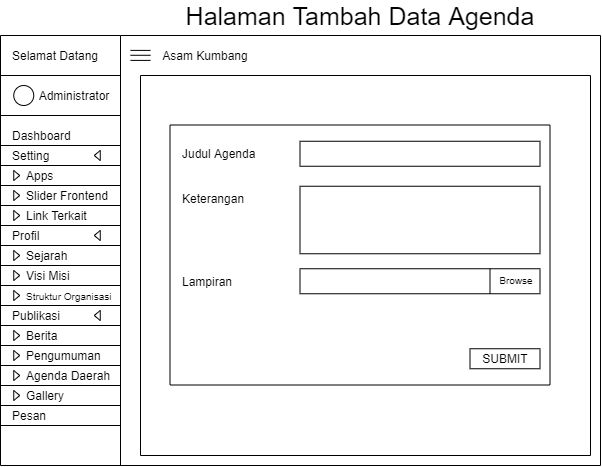 Halaman Tambah Data Agenda
Selamat Datang
Asam Kumbang
Administrator
Dashboard
Setting
Apps
Slider Frontend
Link Terkait
Profil
Sejarah
Visi Misi
Struktur Organisasi
Publikasi
Berita
Pengumuman
Agenda Daerah
Gallery
Pesan
Judul Agenda
Keterangan
Lampiran
Browse
SUBMIT